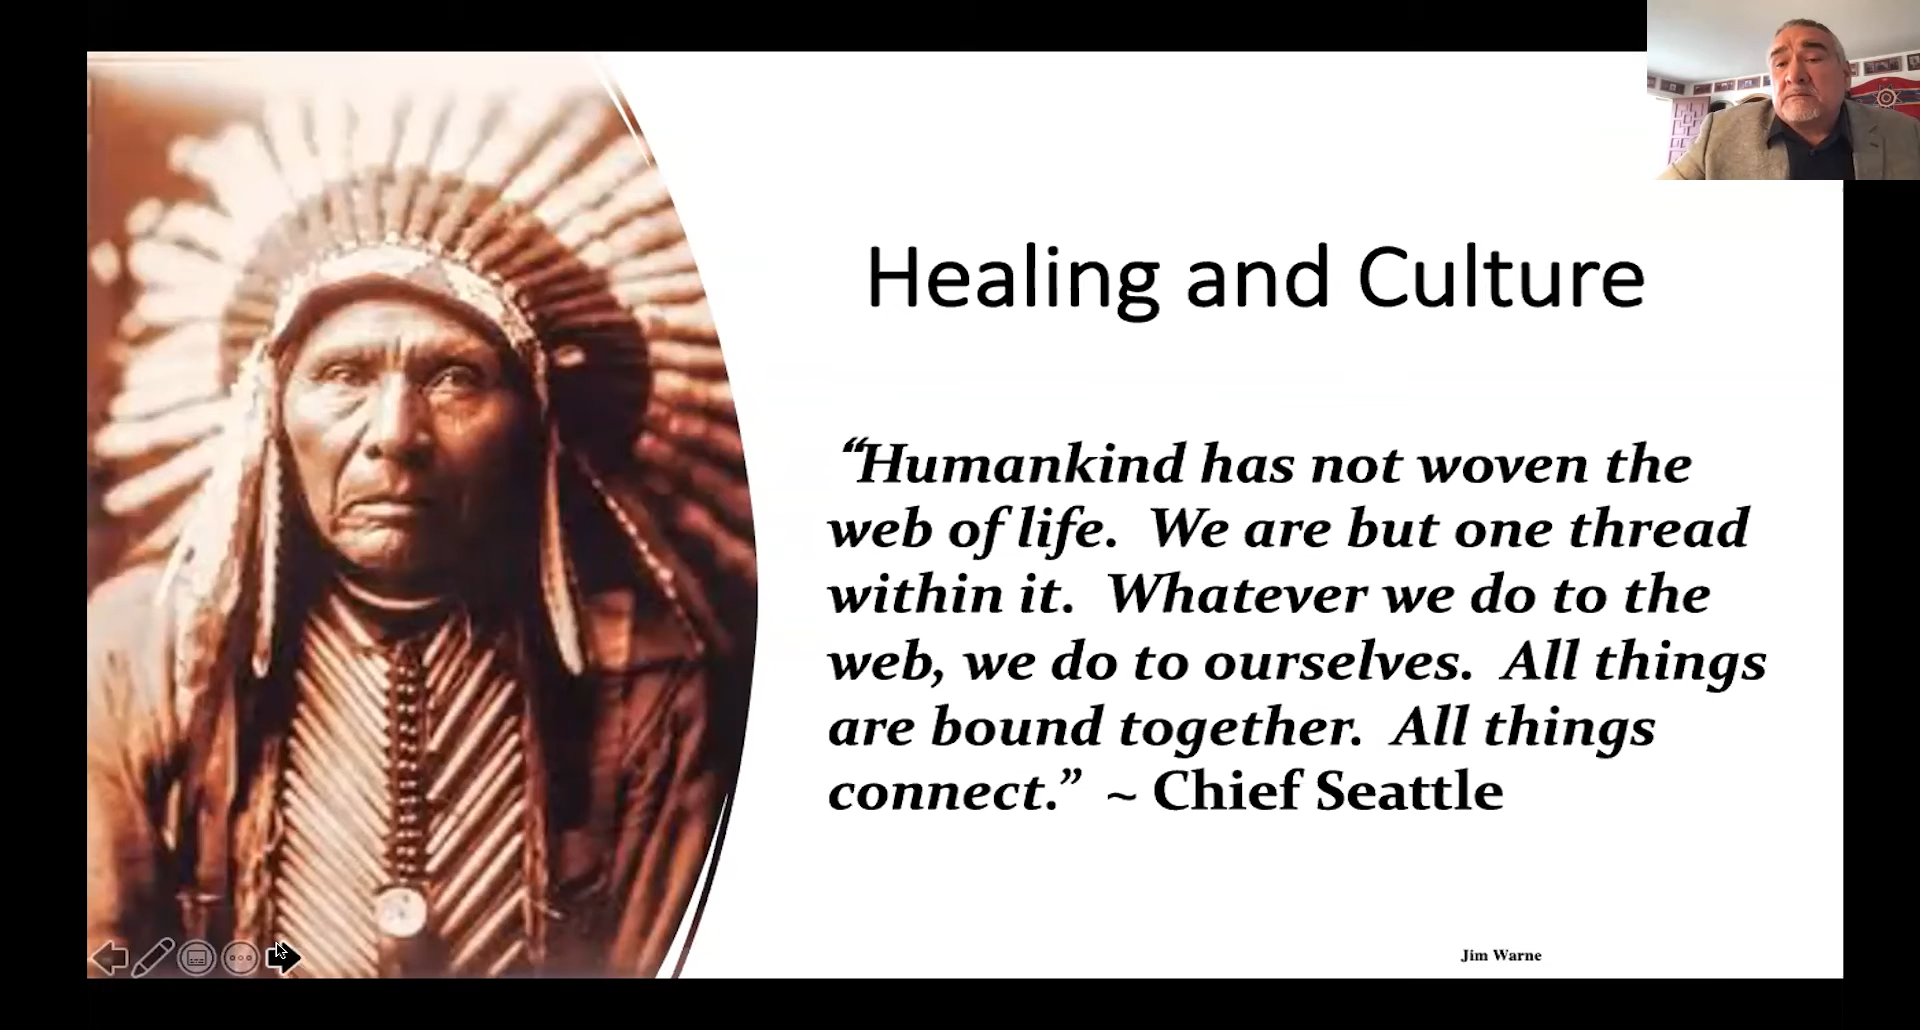 Healing and Culture
“Humankind has not woven the
web of life. We are but one thread
within it. Whatever we do to the
web, we do to ourselves. All things
are bound together. All things
connect.” ~ Chief Seattle
Jim Warne